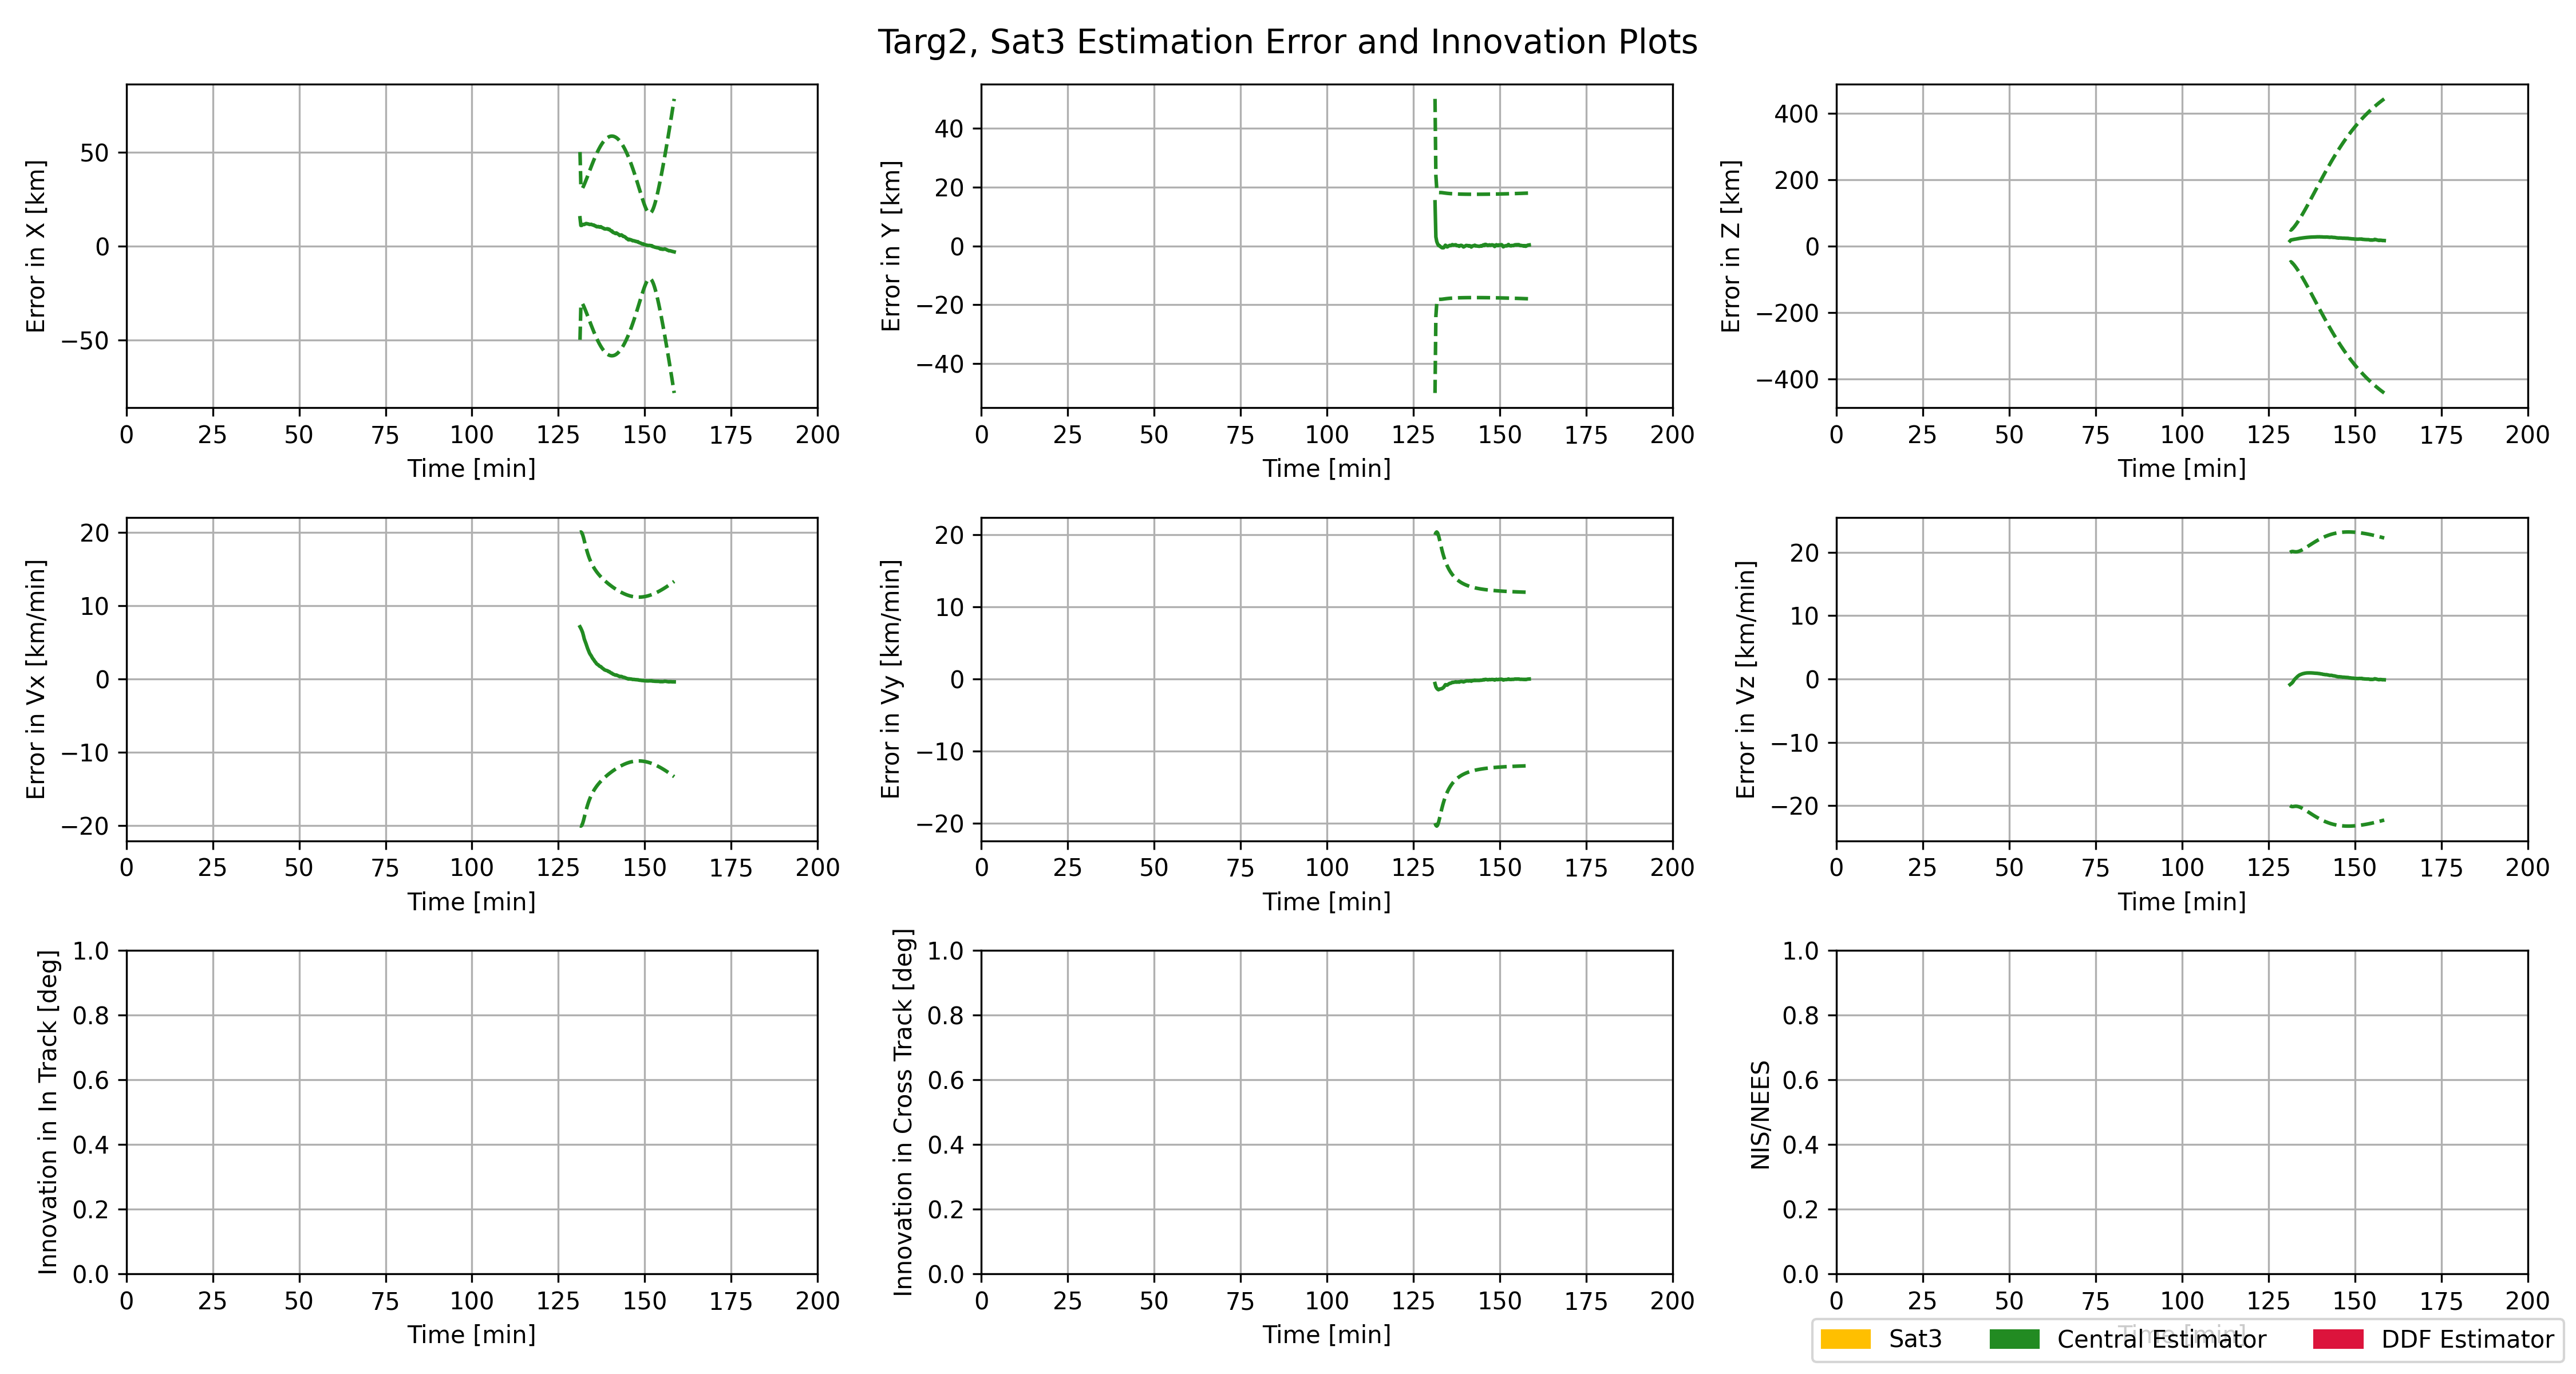 Targ2, Sat3 Estimation Error and Innovation Plots
Error in X [km]
50
0
−50
0 25 50 75 100 125 150 175 200
Time [min]
Error in Y [km]
40
20
0
−20
−40
0 25 50 75 100 125 150 175 200
Time [min]
Error in Z [km]
400
200
0
−200
−400
0 25 50 75 100 125 150 175 200
Time [min]
Error in Vx [km/min]
20
10
0
−10
−20
0 25 50 75 100 125 150 175 200
Time [min]
Error in Vy [km/min]
20
10
0
−10
−20
0 25 50 75 100 125 150 175 200
Time [min]
Error in Vz [km/min]
20
10
0
−10
−20
0 25 50 75 100 125 150 175 200
Time [min]
Innovation in In Track [deg]
1.0
0.8
0.6
0.4
0.2
0.0
0 25 50 75 100 125 150 175 200
Time [min]
Innovation in Cross Track [deg]
1.0
0.8
0.6
0.4
0.2
0.0
0 25 50 75 100 125 150 175 200
Time [min]
NIS/NEES
1.0
0.8
0.6
0.4
0.2
0.0
0 25 50 75 100 125 150 175 200
Time [min]
Sat3 Central Estimator DDF Estimator